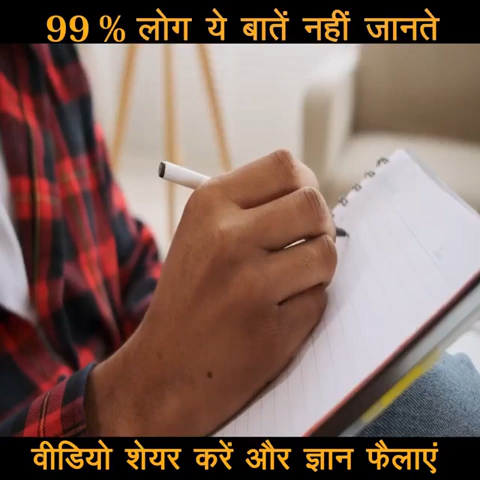 99 % लोग ये बातें नहीं जानते
वीडियो शेयर करें और ज्ञान फैलाएं